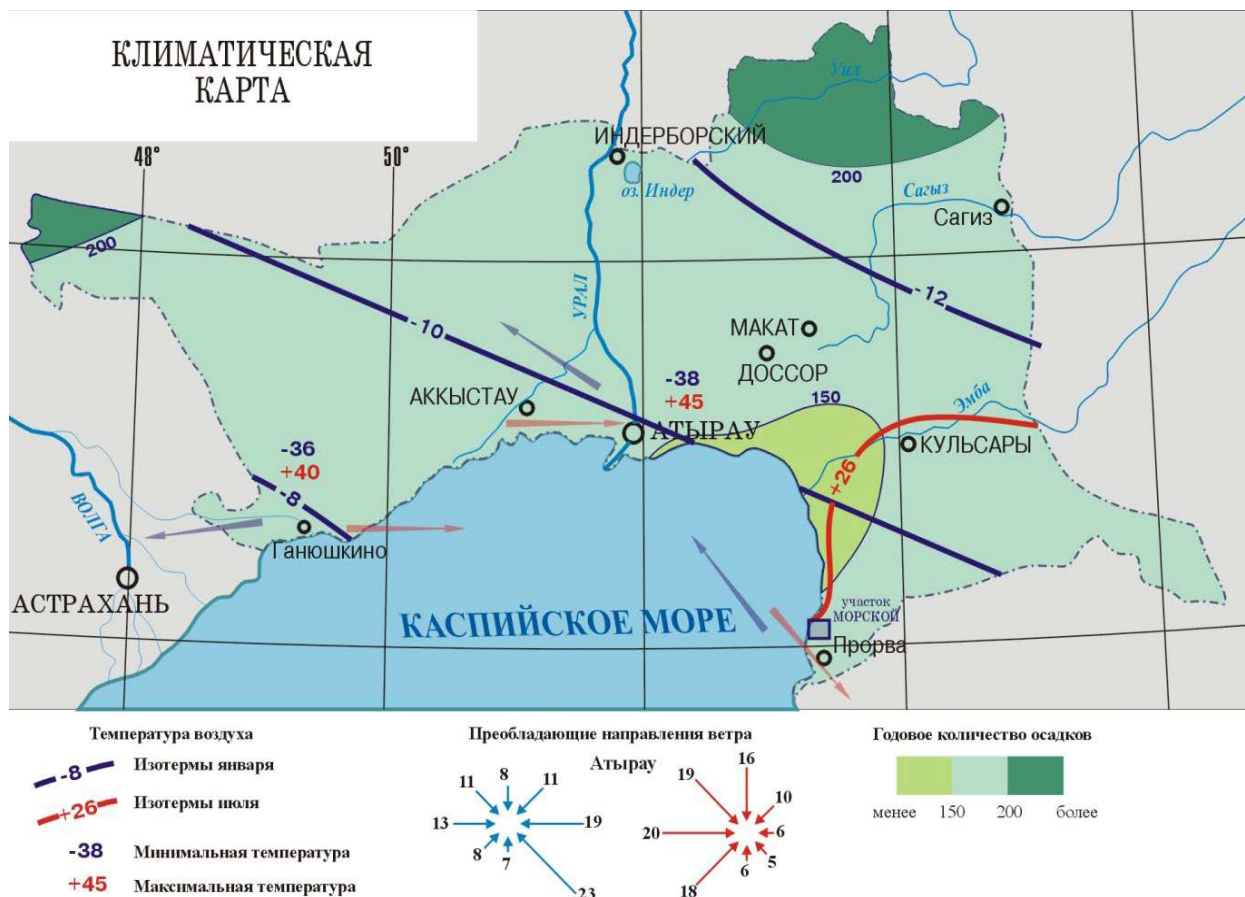 КЛИМАТИЧЕСКАЯ
КАРТА
48°
50°
Уил
ИНДЕРБОРСКИЙ
оз. Индер
200
Сагыз
Сагиз
200
УРАЛ
-10
-12
МАКАТ
ДОССОР
-38
+45
АККЫСТАУ
150
Эмба
АТЫРАУ
КУЛЬСАРЫ
-36
+40
+26
-8
ВОЛГА
Ганюшкино
АСТРАХАНЬ
КАСПИЙСКОЕ МОРЕ
участок
МОРСКОЙ
Прорва
Температура воздуха
-8 Изотермы января
+26 Изотермы июля
-38 Минимальная температура
+45 Максимальная температура
Преобладающие направления ветра
Атырау
11 8 11
13 19
8 7 23
19 16 10
20 6
18 6 5
Годовое количество осадков
менее 150 200 более